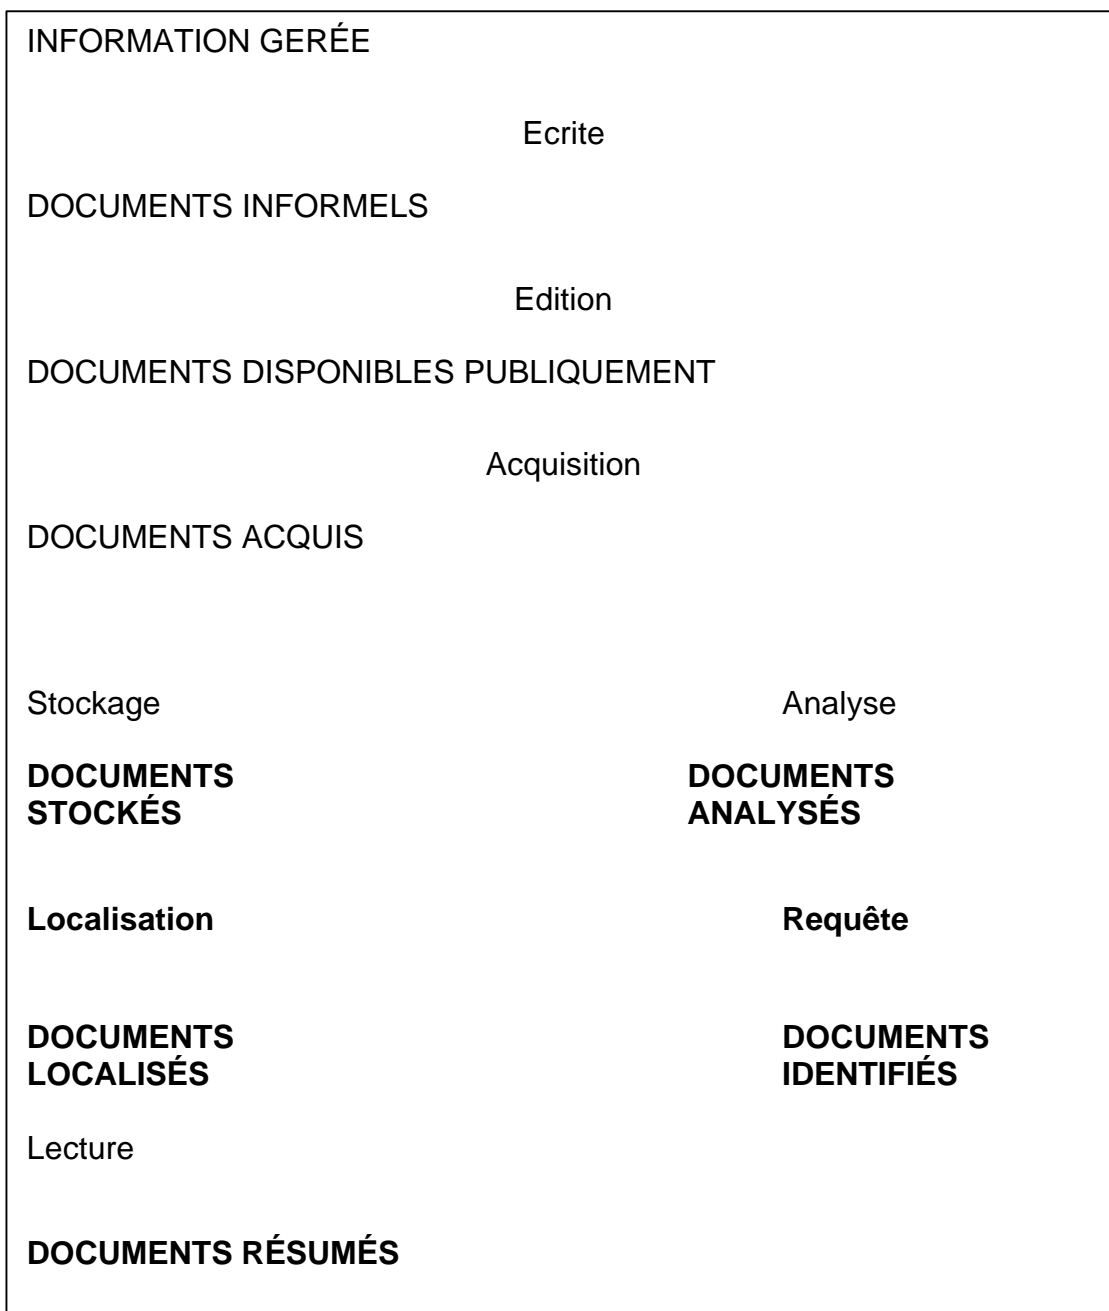 INFORMATION GERÉE
Ecrite
DOCUMENTS INFORMELS
Edition
DOCUMENTS DISPONIBLES PUBLIQUEMENT
Acquisition
DOCUMENTS ACQUIS
Stockage Analyse
DOCUMENTS DOCUMENTS
STOCKÉS ANALYSÉS
Localisation Requête
DOCUMENTS DOCUMENTS
LOCALISÉS IDENTIFIÉS
Lecture
DOCUMENTS RÉSUMÉS